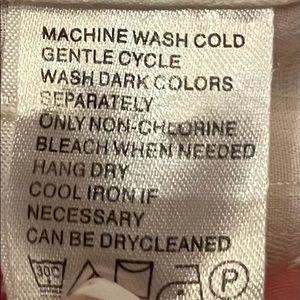 MACHINE WASH COLD
GENTLE CYCLE
WASH DARK COLORS
SEPARATELY
ONLY NON-CHLORINE
BLEACH WHEN NEEDED
HANG DRY
COOL IRON IF
NECESSARY
CAN BE DRYCLEANED
30C
P